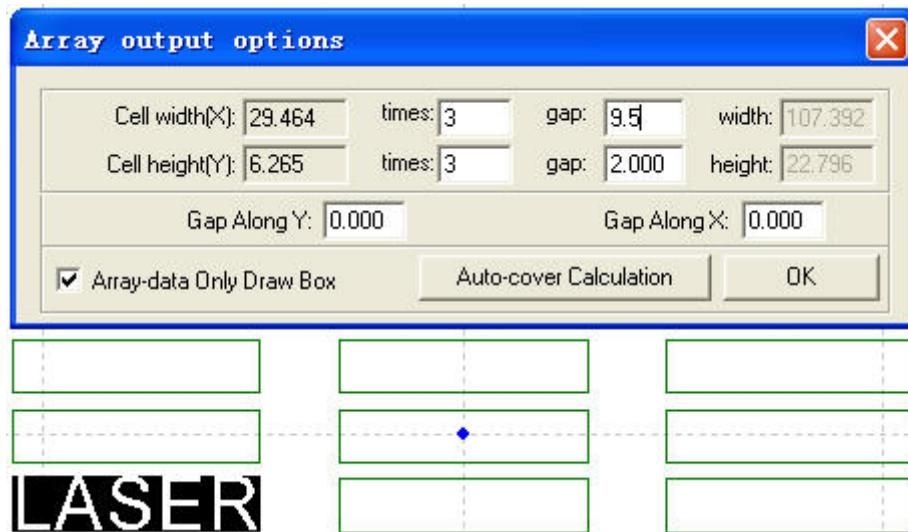 Array output options
Cell width(X): 29.464 times: 3 gap: 9.5 width: 107.392
Cell height(Y): 6.265 times: 3 gap: 2.000 height: 22.796
Gap Along Y: 0.000 Gap Along X: 0.000
Array-data Only Draw Box Auto-cover Calculation OK
LASER